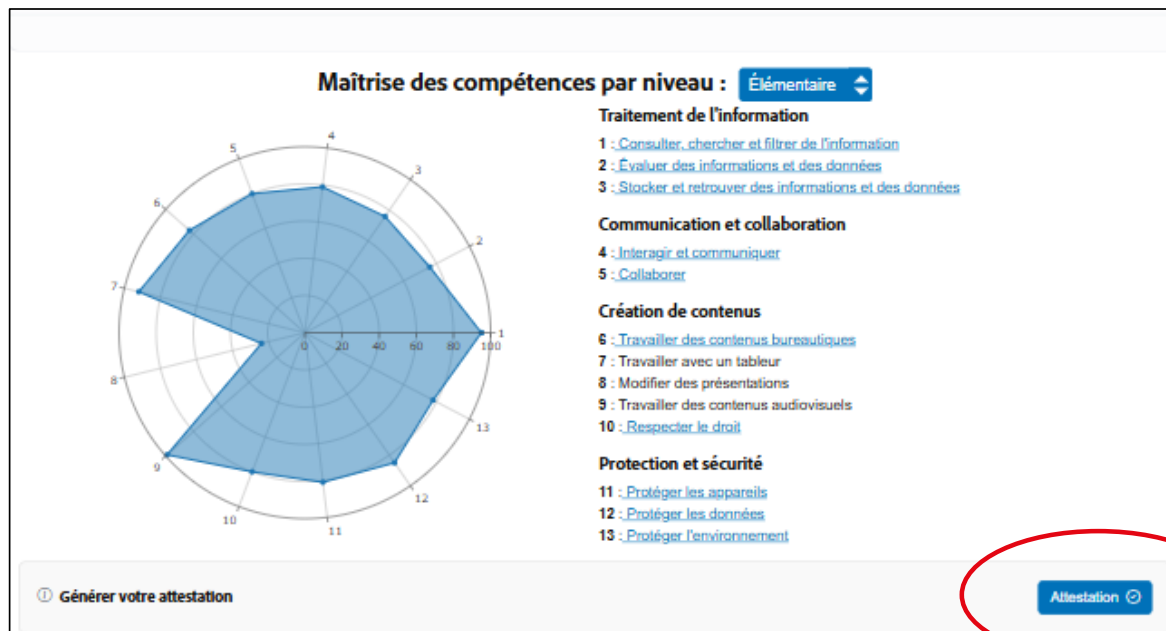 Maîtrise des compétences par niveau : Élémentaire
Traitement de l'information
1 : Consulter, chercher et filtrer de l'information
2 : Évaluer des informations et des données
3 : Stocker et retrouver des informations et des données
Communication et collaboration
4 : Interagir et communiquer
5 : Collaborer
Création de contenus
6 : Travailler des contenus bureautiques
7 : Travailler avec un tableur
8 : Modifier des présentations
9 : Travailler des contenus audiovisuels
10 : Respecter le droit
Protection et sécurité
11 : Protéger les appareils
12 : Protéger les données
13 : Protéger l'environnement
4
5
3
6
2
7
1
0 20 40 60 80 100
8
13
9
12
10
11
Générer votre attestation
Attestation